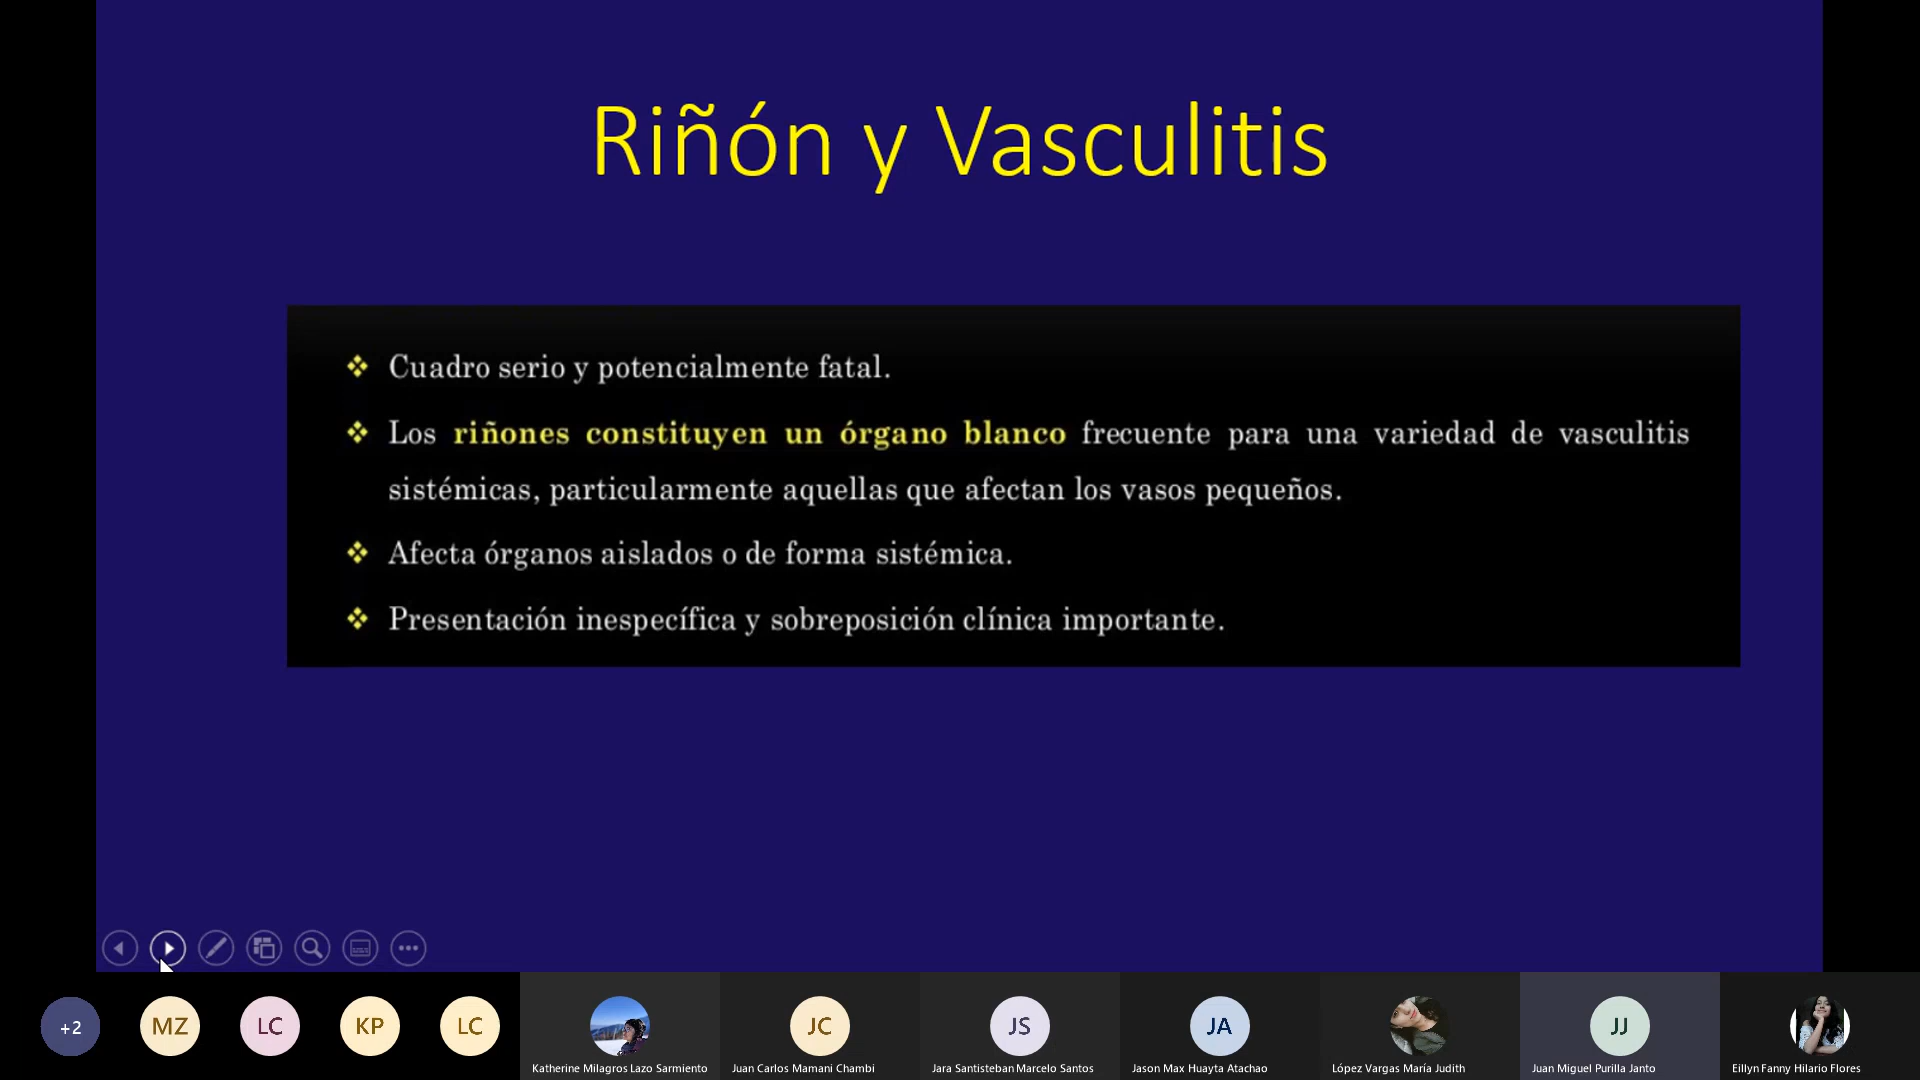 Riñón y Vasculitis
Cuadro serio y potencialmente fatal.
Los riñones constituyen un órgano blanco frecuente para una variedad de vasculitis
sistémicas, particularmente aquellas que afectan los vasos pequeños.
Afecta órganos aislados o de forma sistémica.
Presentación inespecífica y sobreposición clínica importante.
+2
MZ
LC
KP
LC
JC
JS
JA
JJ
Katherine Milagros Lazo Sarmiento
Juan Carlos Mamani Chambi
Jara Santisteban Marcelo Santos
Jason Max Huayta Atachao
López Vargas María Judith
Juan Miguel Purilla Janto
Eillyn Fanny Hilario Flores